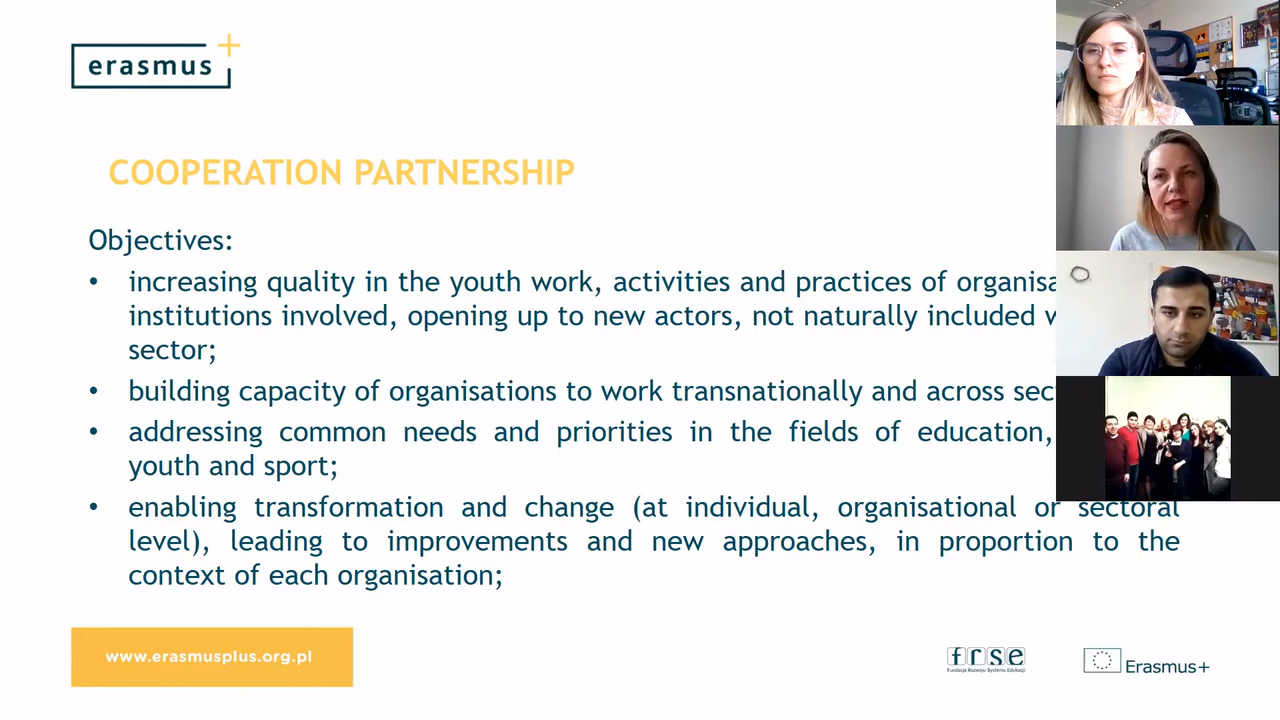 erasmus+
COOPERATION PARTNERSHIP
Objectives:
• increasing quality in the youth work, activities and practices of
institutions involved, opening up to new actors, not naturally included
sector;
• building capacity of organisations to work transnationally and across
• addressing common needs and priorities in the fields of education,
youth and sport;
• enabling transformation and change (at individual, organisational or sectoral
level), leading to improvements and new approaches, in proportion to the
context of each organisation;
www.erasmusplus.org.pl
frse
Fundacja Rozwoju Systemu Edukacji
Erasmus+